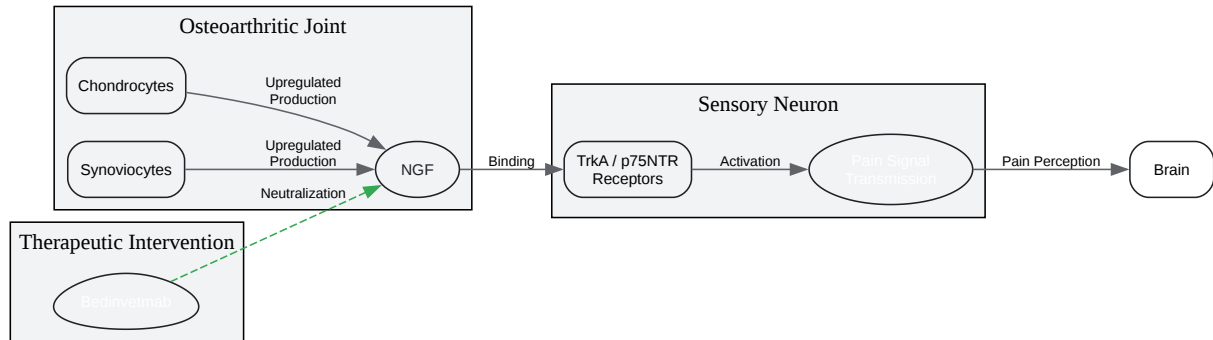 Osteoarthritic Joint
Chondrocytes
Upregulated
Production
Synoviocytes
Upregulated
Production
NGF
Neutralization
Therapeutic Intervention
Bedinvetmab
Binding
Sensory Neuron
TrkA / p75NTR
Receptors
Activation
Pain Signal
Transmission
Pain Perception
Brain